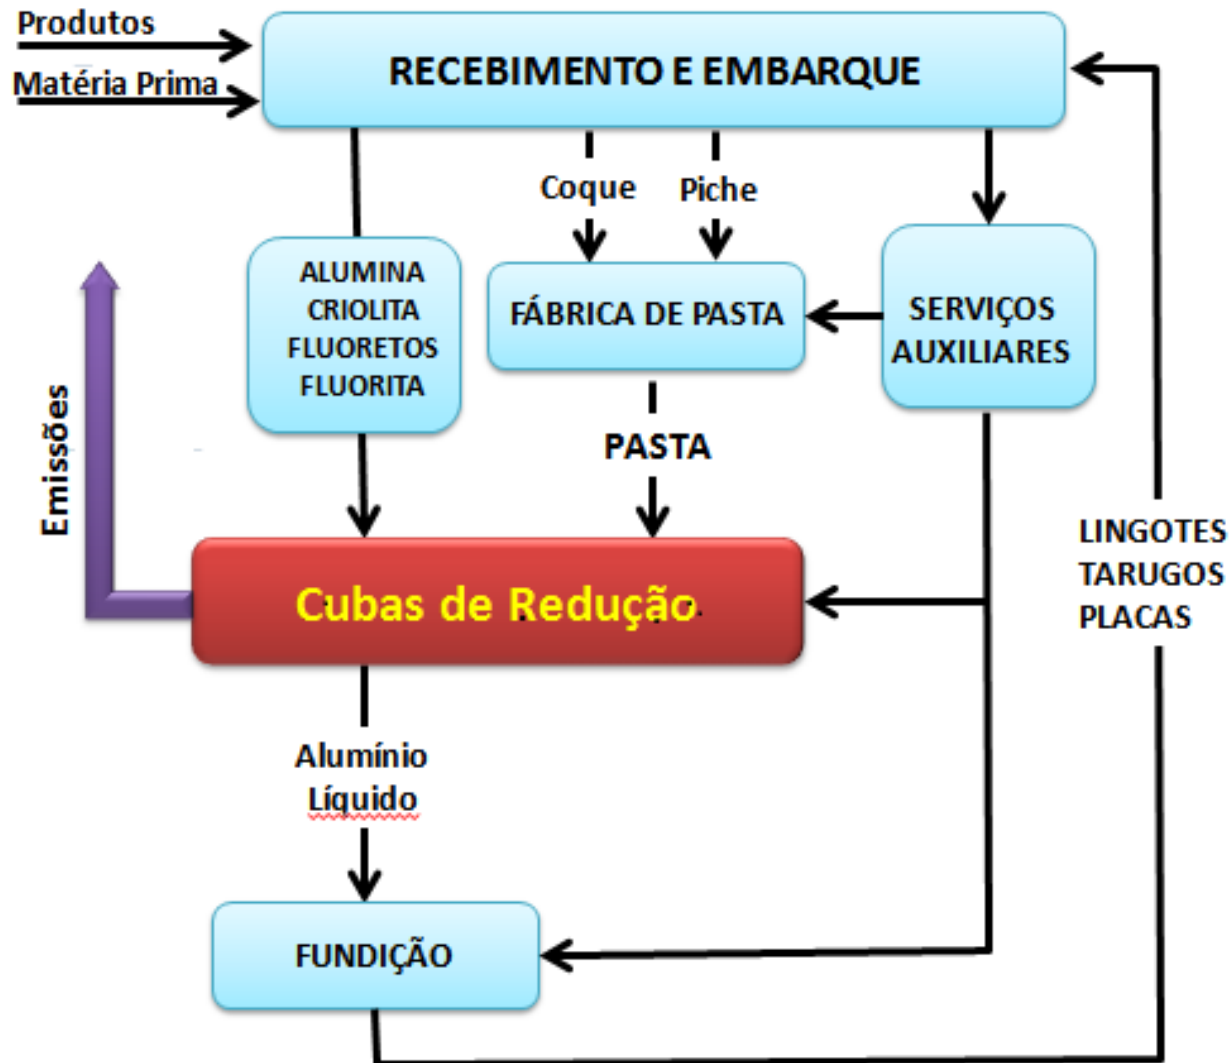 Produtos
Matéria Prima
RECEBIMENTO E EMBARQUE
Coque
Piche
ALUMINA
CRIOLITA
FLUORETOS
FLUORITA
FÁBRICA DE PASTA
SERVIÇOS
AUXILIARES
Emissões
PASTA
LINGOTES
TARUGOS
PLACAS
Cubas de Redução
Alumínio
Líquido
FUNDIÇÃO